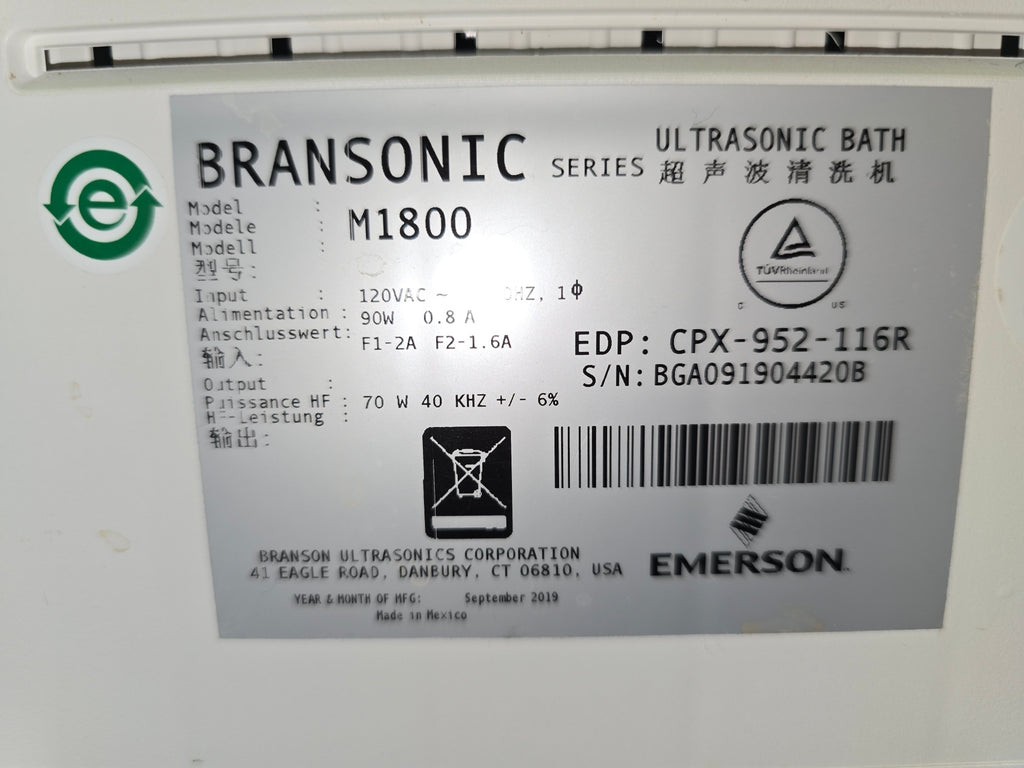 BRANSONIC SERIES ULTRASONIC BATH
超声波清洗机
Model :
Modele :
Modell :
型号:
M1800
Input :
Alimentation :
Anschlusswert:
输入:
120VAC ~ HZ, 1ϕ
90W 0.8 A
F1-2A F2-1.6A
Output :
Puissance HF :
HF-Leistung :
输出:
70 W 40 KHZ +/- 6%
e
TÜVRheinland
C US
EDP: CPX-952-116R
S/N: BGA091904420B
EMERSON
BRANSON ULTRASONICS CORPORATION
41 EAGLE ROAD, DANBURY, CT 06810, USA
YEAR & MONTH OF MFG: September 2019
Made in Mexico